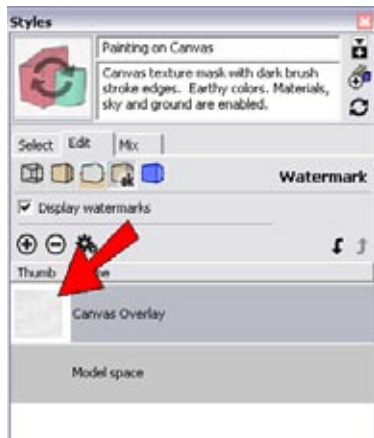 Styles
Painting on Canvas
Canvas texture mask with dark brush
stroke edges. Earthy colors. Materials,
sky and ground are enabled.
Select Edit Mix
Watermark
Display watermarks
Thumb
Canvas Overlay
Model space